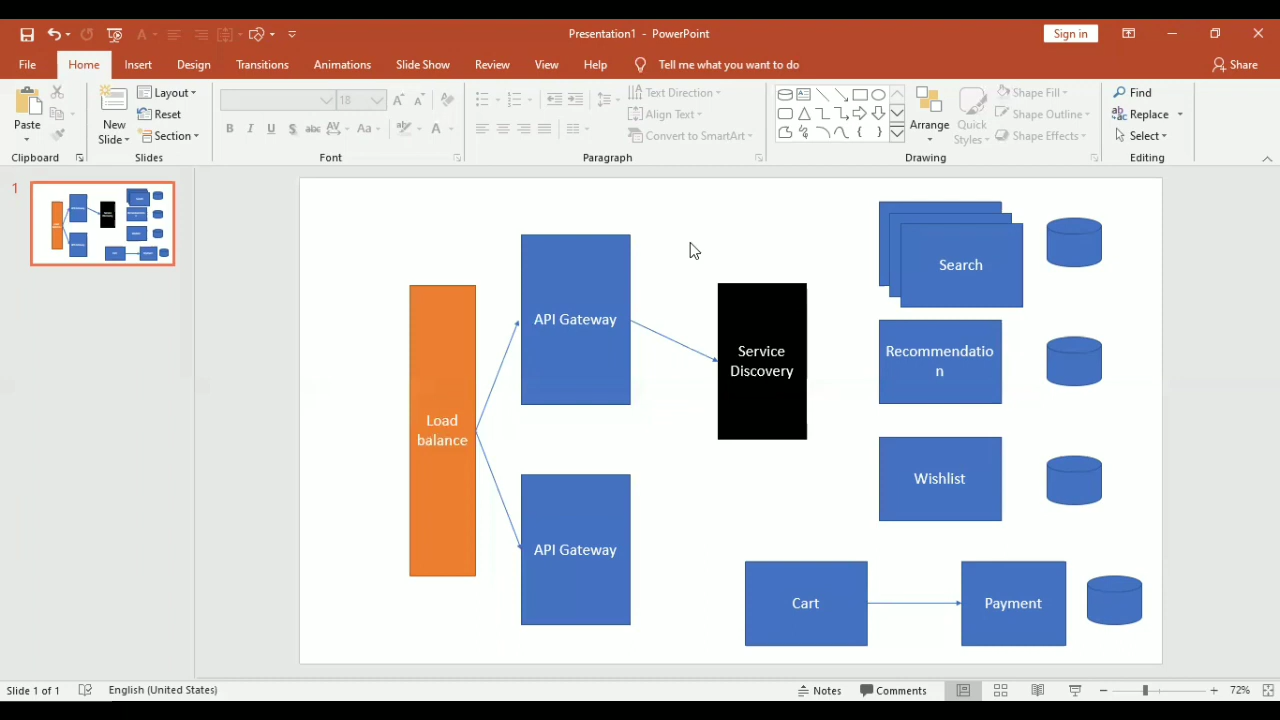 Presentation1 - PowerPoint
Sign in
File Home Insert Design Transitions Animations Slide Show Review View Help Tell me what you want to do Share
Paste
New Slide
Layout
Reset
Section
18
B I U S abc AV Aa A
Text Direction
Align Text
Convert to SmartArt
Arrange
Quick Styles
Shape Fill
Shape Outline
Shape Effects
Find
Replace
Select
Clipboard Slides Font Paragraph Drawing Editing
1
Load
balance
API Gateway
API Gateway
Service
Discovery
Search
Recommendatio
n
Wishlist
Cart
Payment
Slide 1 of 1 English (United States) Notes Comments 72%